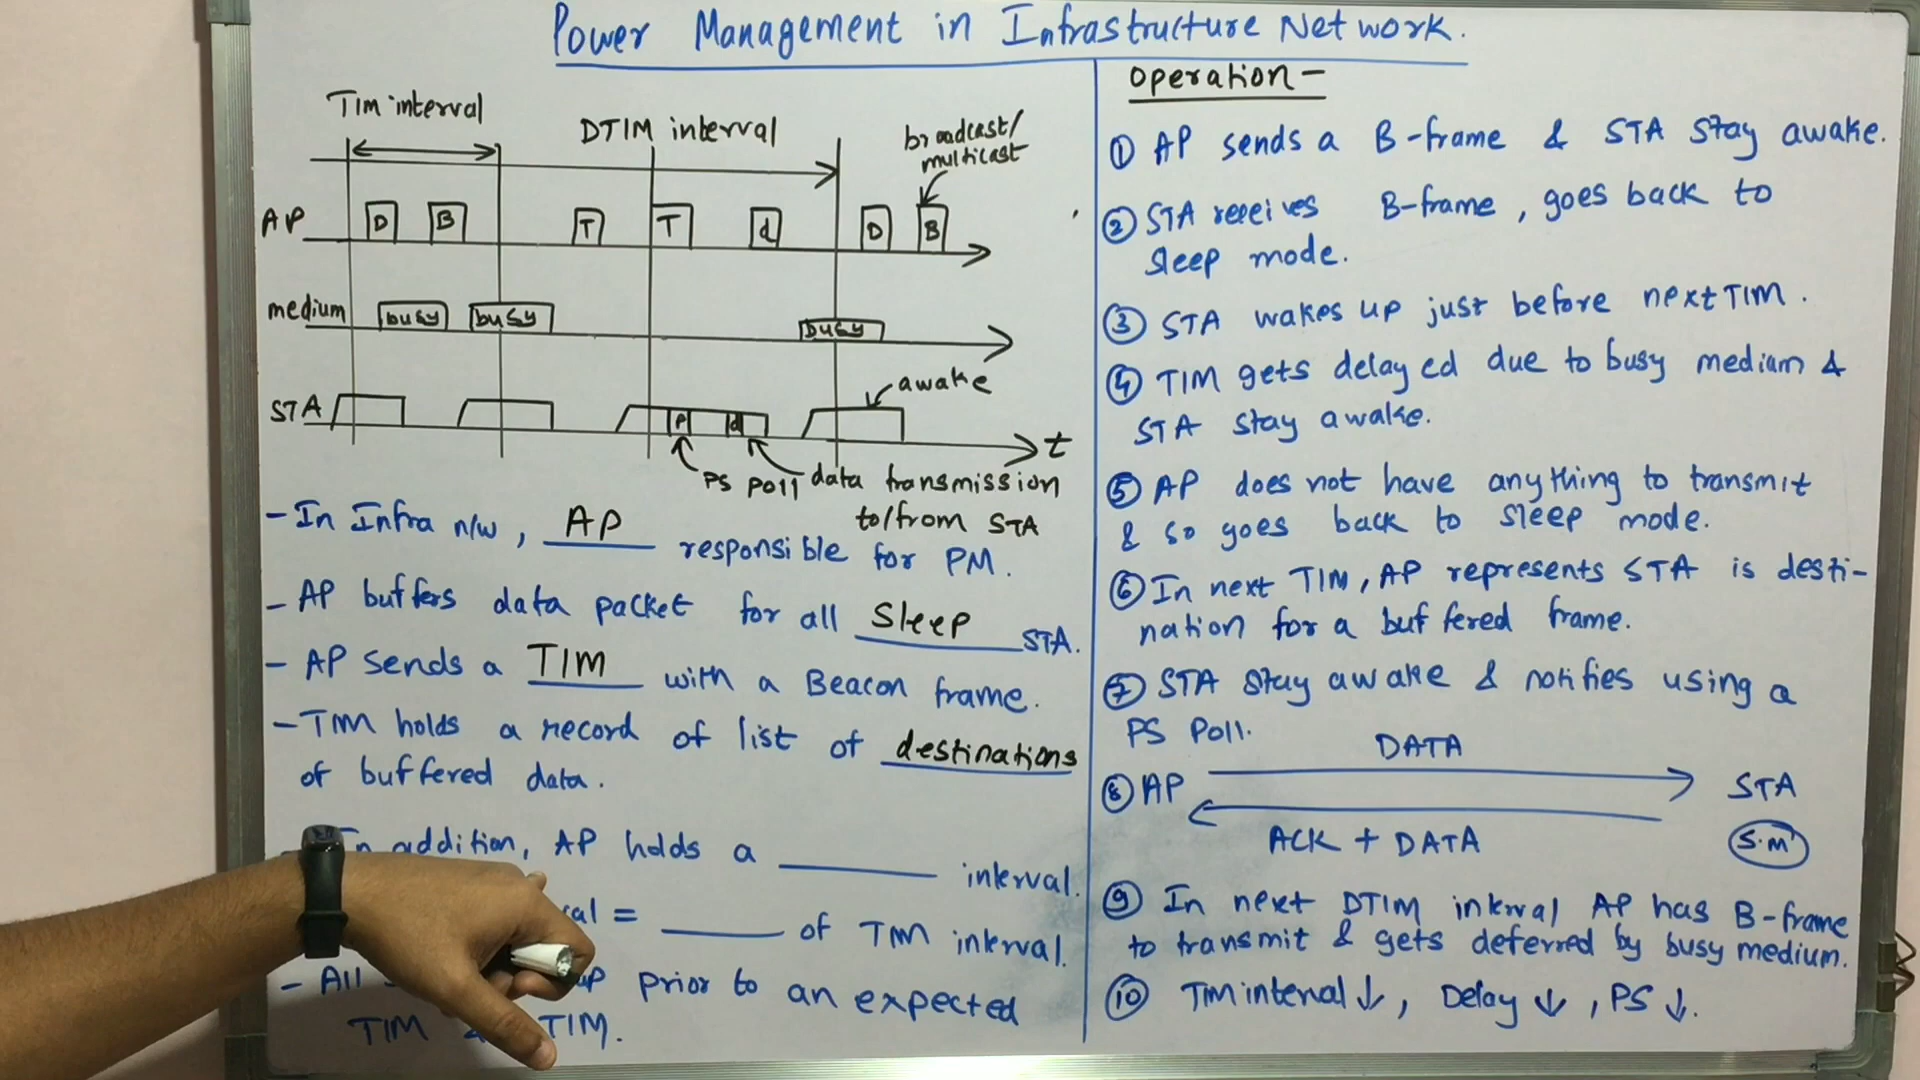 Power Management in Infrastructure Network.
TIM interval
DTIM interval
broadcast/
multicast
AP
D
B
T
T
d
D
B
medium
busy
busy
busy
awake
STA
P
d
t
PS Poll
data transmission
to/from STA
- In Infra n/w, AP responsible for PM.
- AP buffers data packet for all Sleep STA.
- AP sends a TIM with a Beacon frame.
- TIM holds a record of list of destinations
of buffered data.
In addition, AP holds a ______ interval.
= ______ of TIM interval.
- All up prior to an expected
TIM TIM.
operation -
① AP sends a B-frame & STA stay awake.
② STA receives B-frame, goes back to
sleep mode.
③ STA wakes up just before next TIM.
④ TIM gets delayed due to busy medium &
STA stay awake.
⑤ AP does not have anything to transmit
& so goes back to sleep mode.
⑥ In next TIM, AP represents STA is desti-
nation for a buffered frame.
⑦ STA stay awake & notifies using a
PS Poll.
DATA
⑧ AP STA
ACK + DATA
S.M
⑨ In next DTIM interval AP has B-frame
to transmit & gets deferred by busy medium.
⑩ TIM interval ↓, Delay ↓, PS ↓.